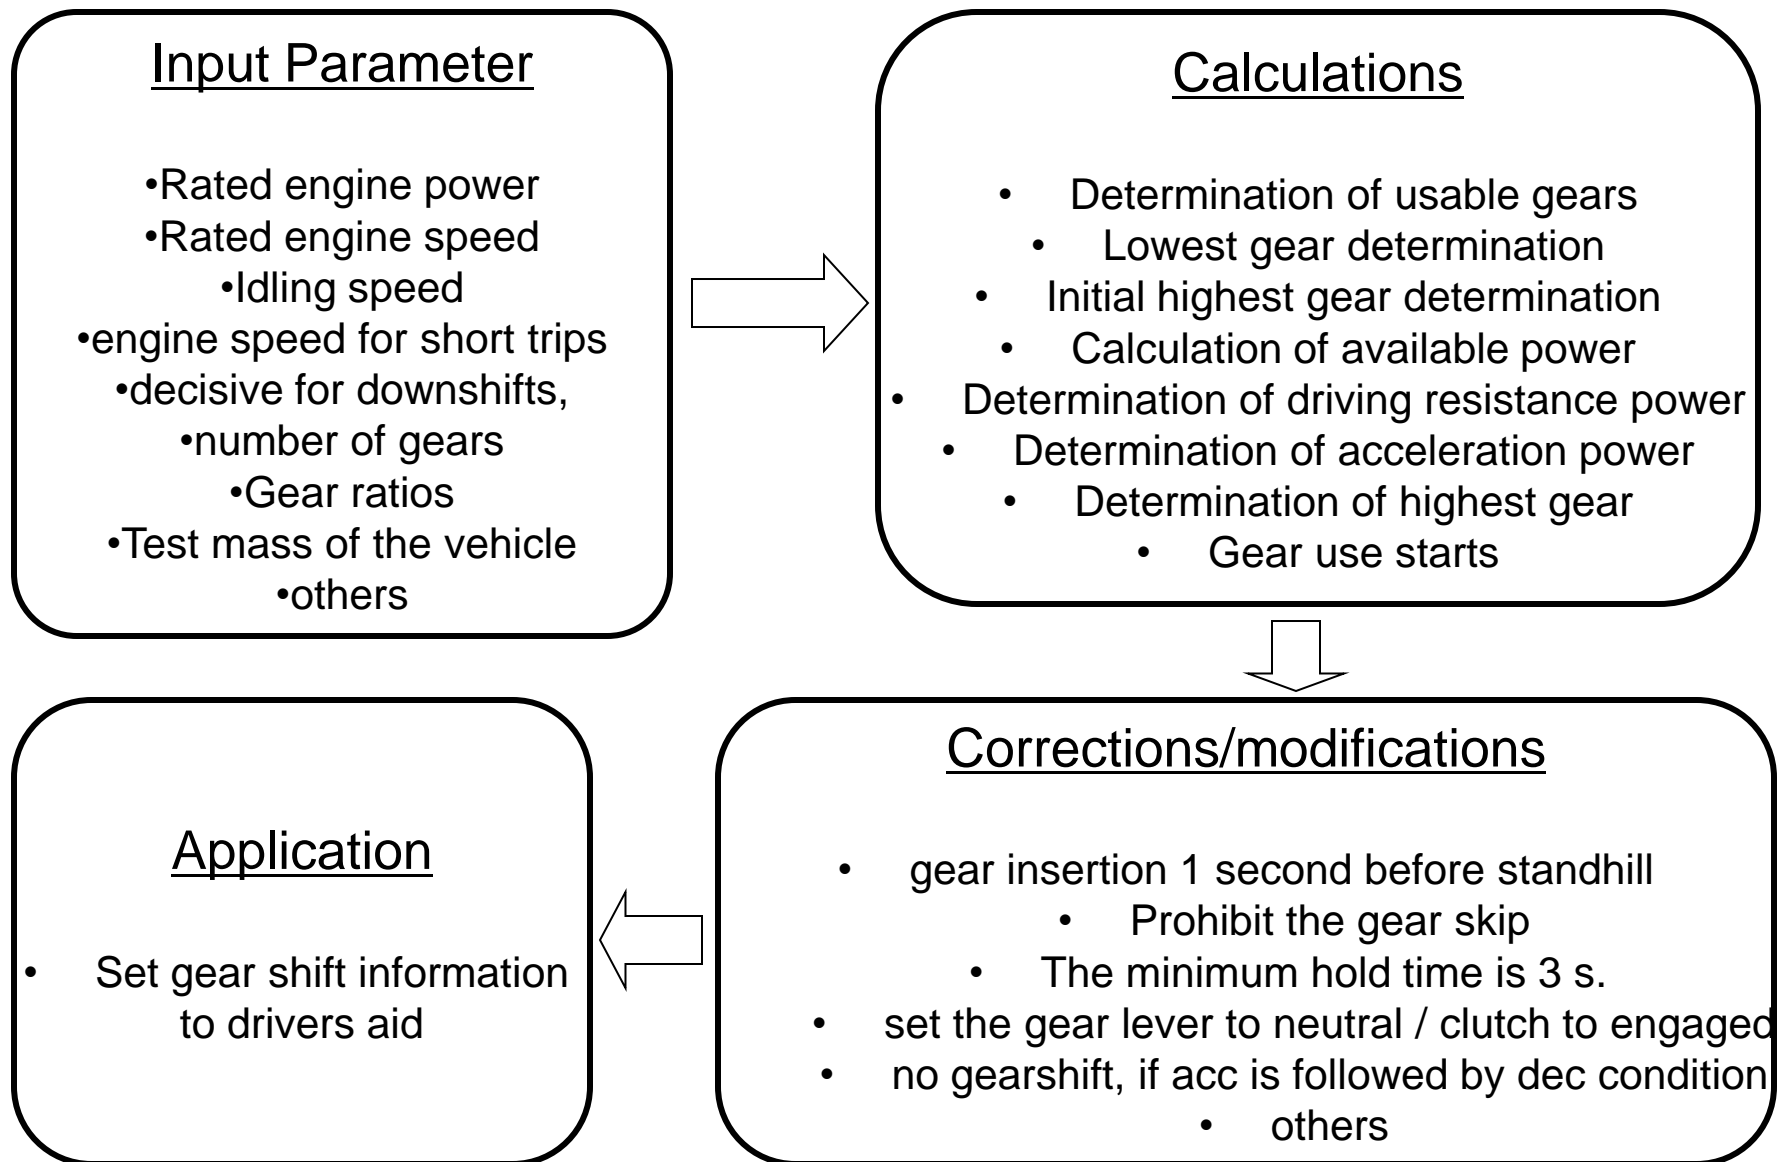 Input Parameter
•Rated engine power
•Rated engine speed
•Idling speed
•engine speed for short trips
•decisive for downshifts,
•number of gears
•Gear ratios
•Test mass of the vehicle
•others
Calculations
• Determination of usable gears
• Lowest gear determination
• Initial highest gear determination
• Calculation of available power
• Determination of driving resistance power
• Determination of acceleration power
• Determination of highest gear
• Gear use starts
Corrections/modifications
• gear insertion 1 second before standhill
• Prohibit the gear skip
• The minimum hold time is 3 s.
• set the gear lever to neutral / clutch to engaged
• no gearshift, if acc is followed by dec condition
• others
Application
• Set gear shift information
to drivers aid